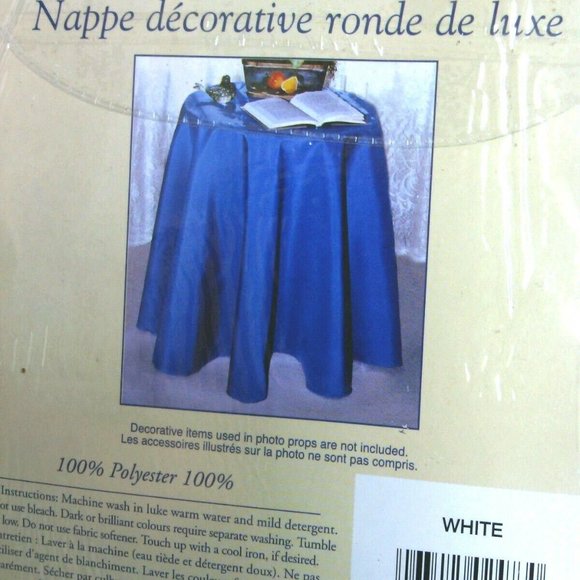 Nappe décorative ronde de luxe
Decorative items used in photo props are not included.
Les accessoires illustrés sur la photo ne sont pas compris.
100% Polyester 100%
Instructions: Machine wash in luke warm water and mild detergent.
use bleach. Dark or brilliant colours require separate washing. Tumble
low. Do not use fabric softener. Touch up with a cool iron, if desired.
: Laver à la machine (eau tiède et détergent doux). Ne pas
d'agent de blanchiment. Laver les
Sécher par
WHITE